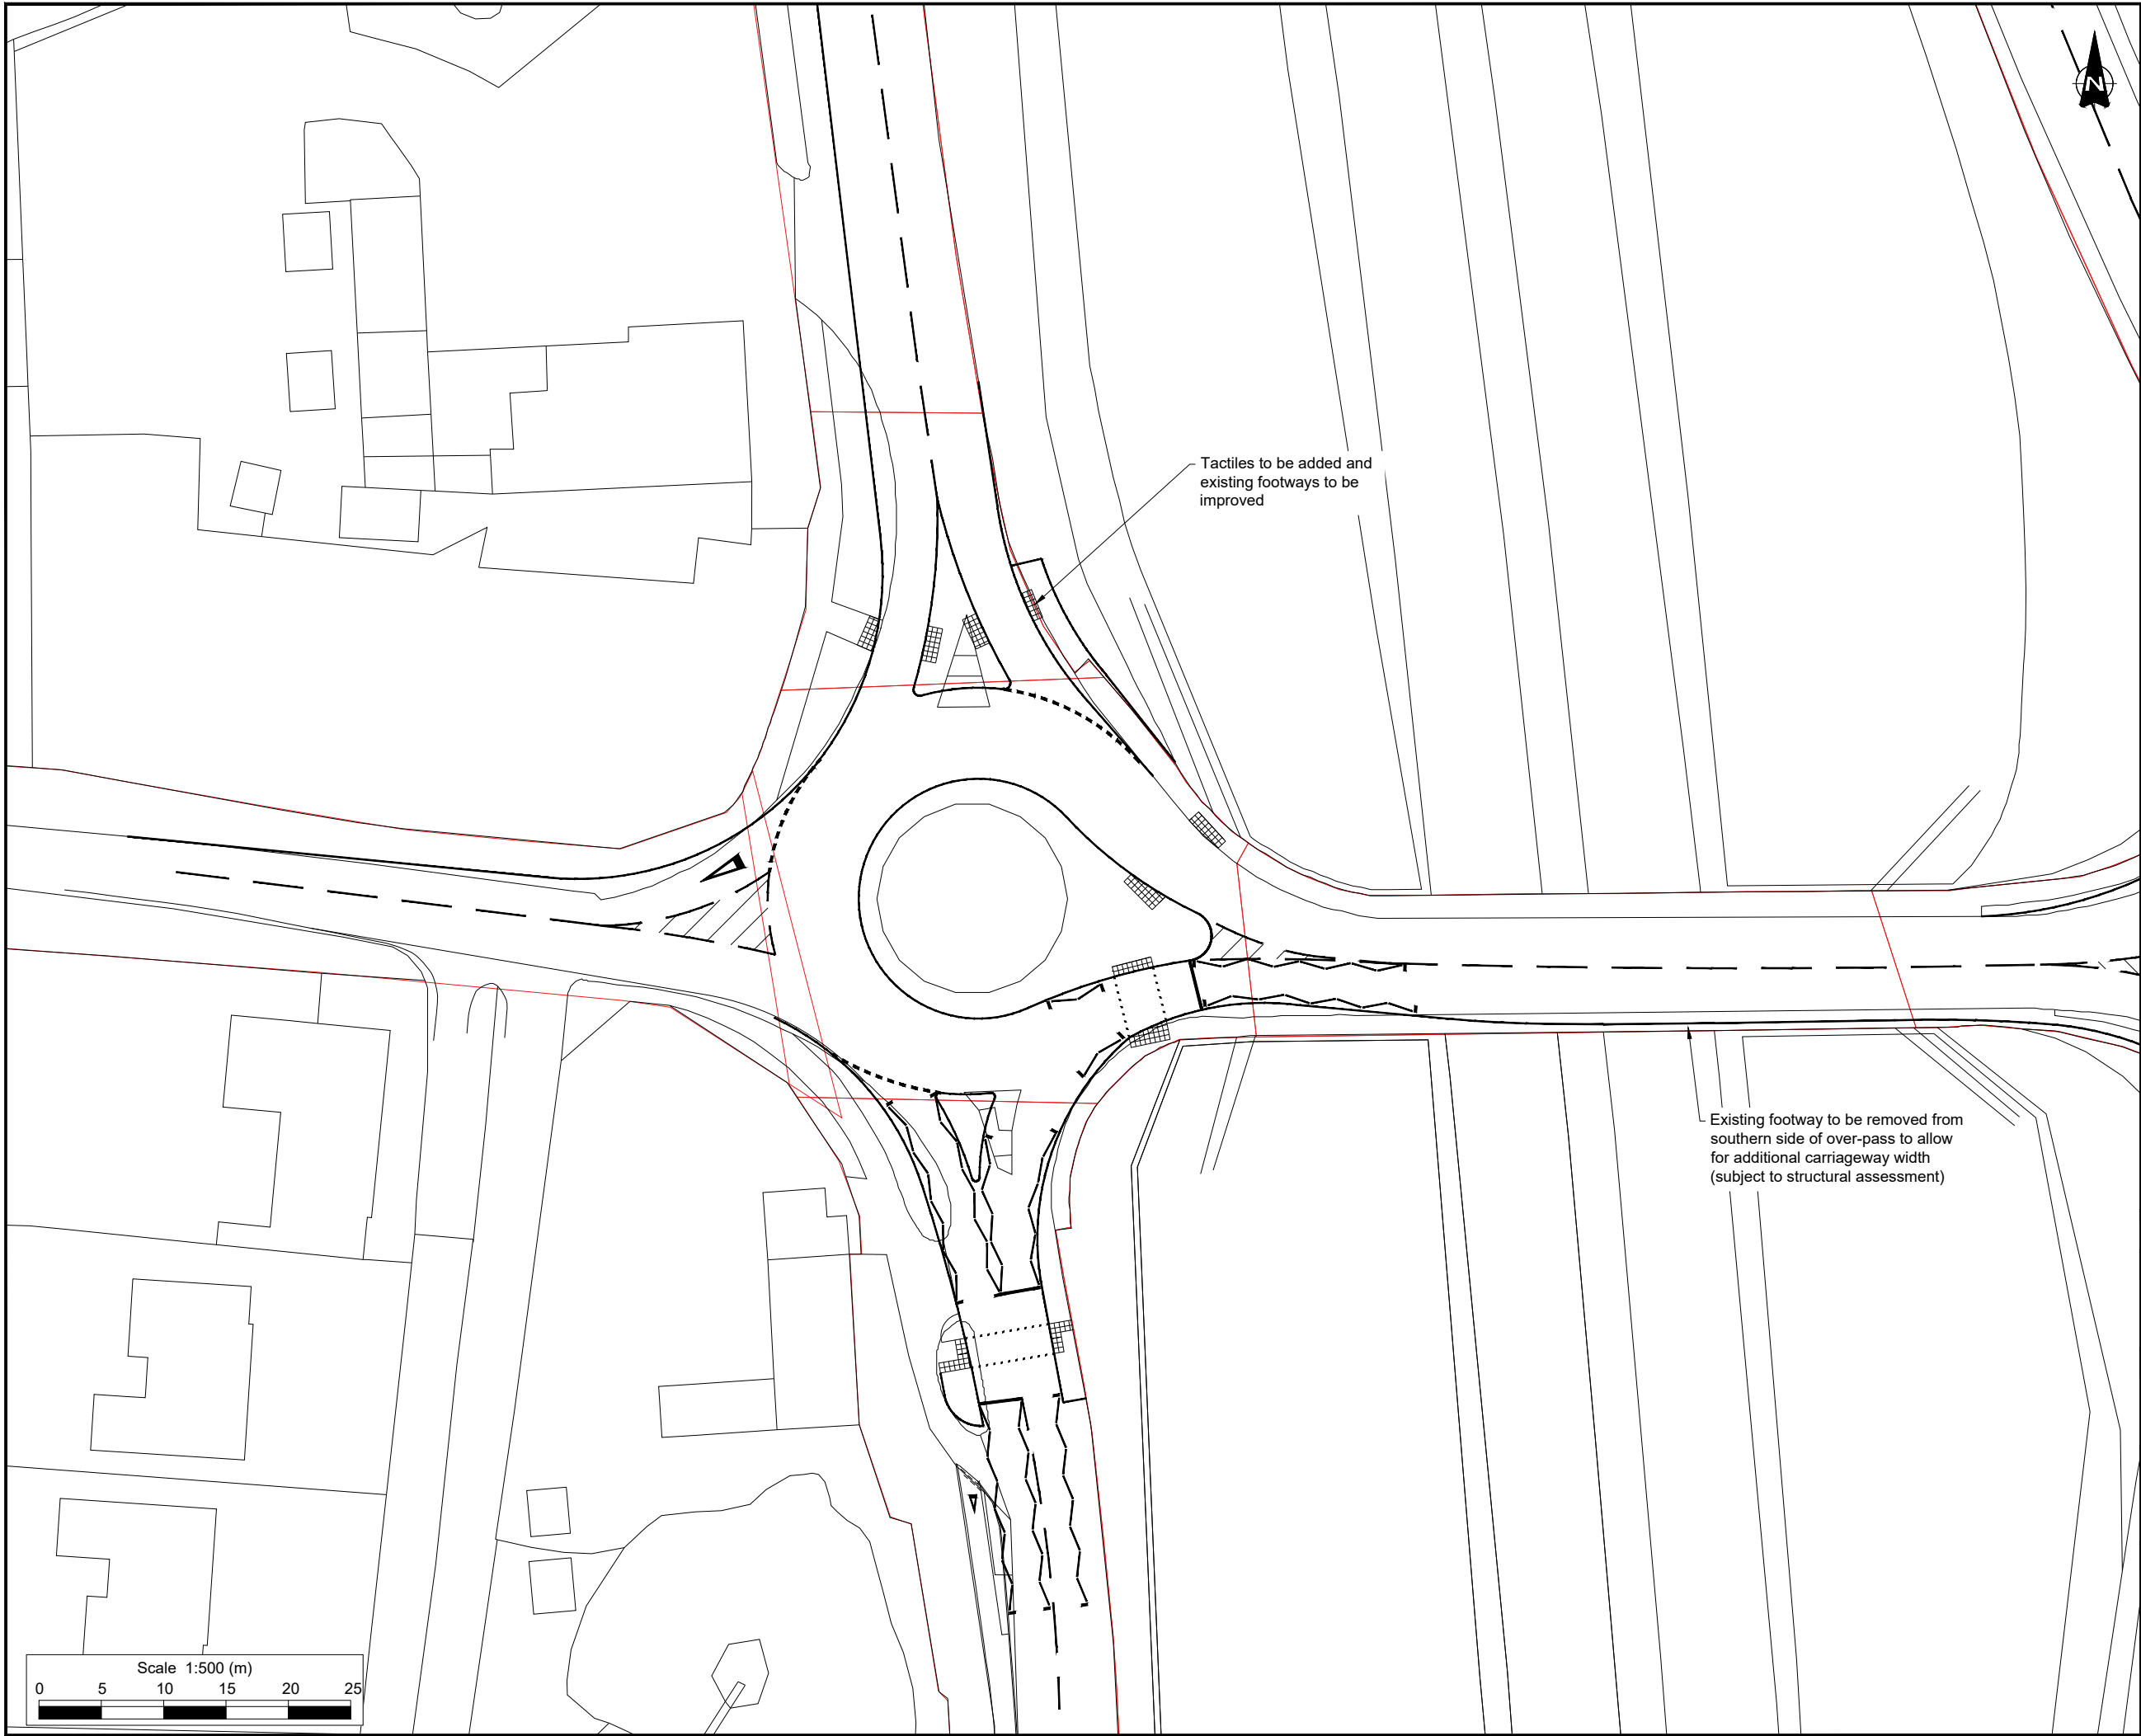 N
Tactiles to be added and
existing footways to be
improved
Existing footway to be removed from
southern side of over-pass to allow
for additional carriageway width
(subject to structural assessment)
Scale 1:500 (m)
0 5 10 15 20 25